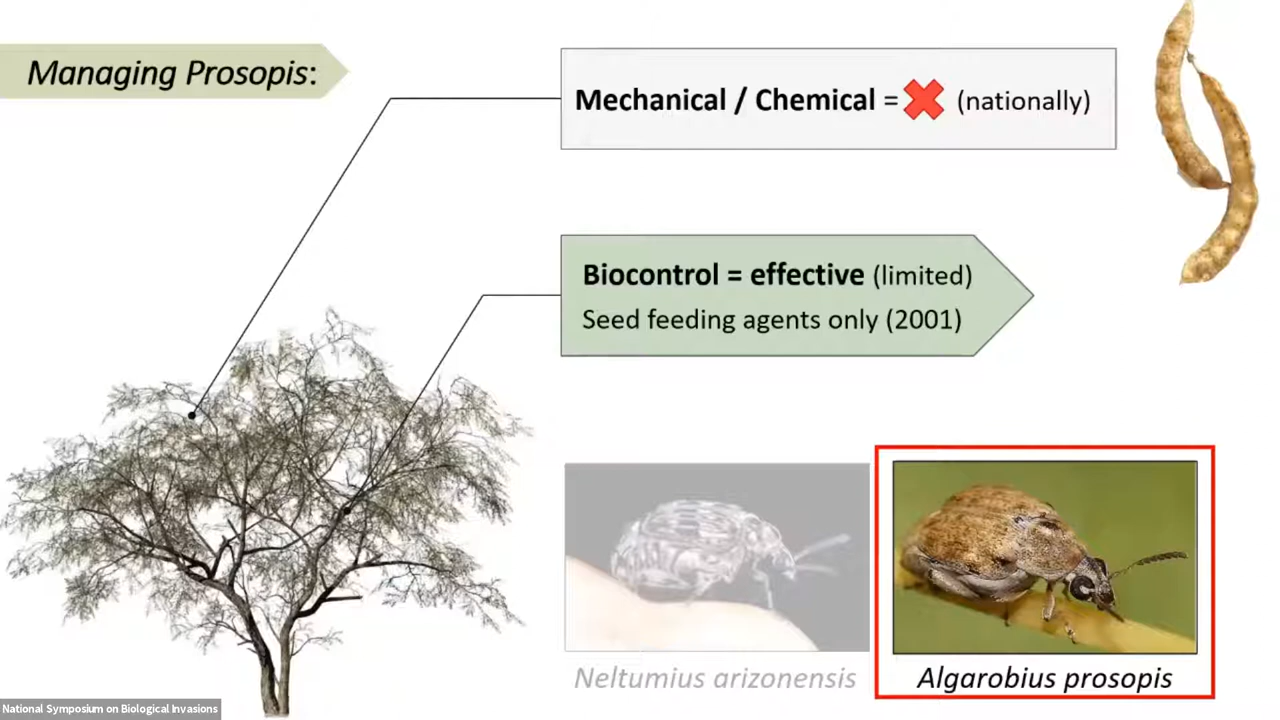 Managing Prosopis:
Mechanical / Chemical = ❌ (nationally)
Biocontrol = effective (limited)
Seed feeding agents only (2001)
Neltumius arizonensis
Algarobius prosopis
National Symposium on Biological Invasions